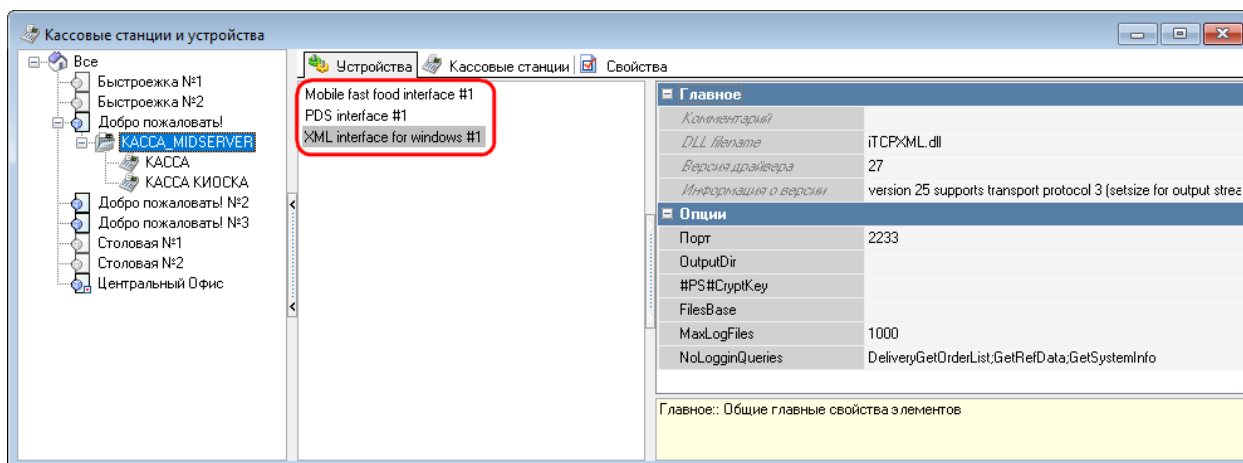 Кассовые станции и устройства
Все
Быстроежка №1
Быстроежка №2
Добро пожаловать!
КАССА_MIDSERVER
КАССА
КАССА КИОСКА
Добро пожаловать! №2
Добро пожаловать! №3
Столовая №1
Столовая №2
Центральный Офис
Устройства Кассовые станции Свойства
Mobile fast food interface #1
PDS interface #1
XML interface for windows #1
Главное
Комментарий
DLL filename iTCPXML.dll
Версия драйвера 27
Информация о версии version 25 supports transport protocol 3 (setsize for output strea
Опции
Порт 2233
OutputDir
#PS#CryptKey
FilesBase
MaxLogFiles 1000
NoLogginQueries DeliveryGetOrderList;GetRefData;GetSystemInfo
Главное:: Общие главные свойства элементов